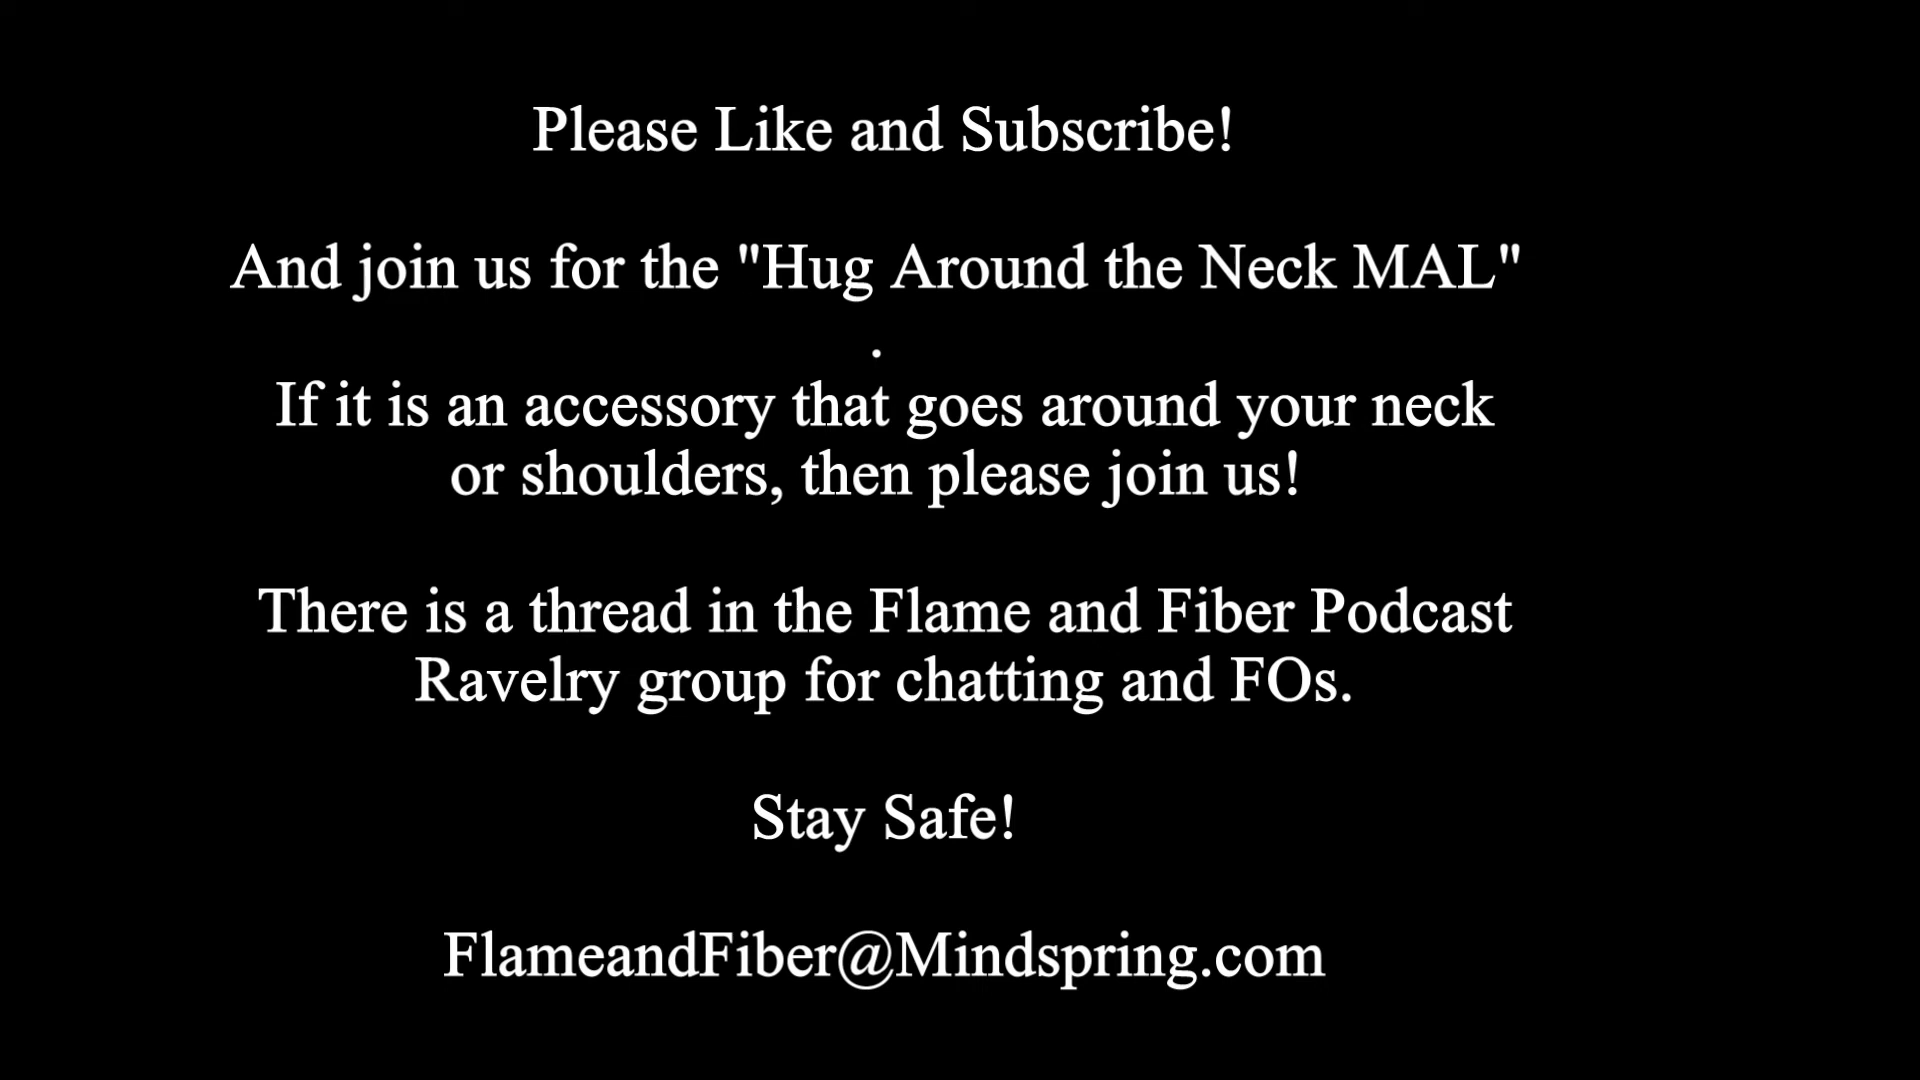 Please Like and Subscribe!
And join us for the "Hug Around the Neck MAL"
.
If it is an accessory that goes around your neck
or shoulders, then please join us!
There is a thread in the Flame and Fiber Podcast
Ravelry group for chatting and FOs.
Stay Safe!
FlameandFiber@Mindspring.com